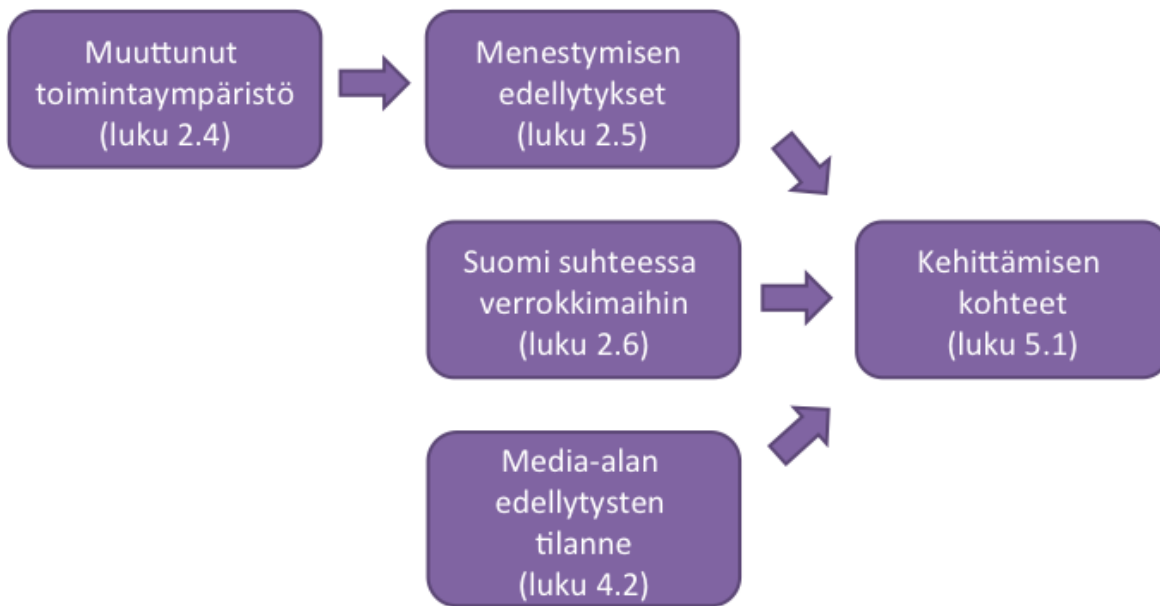 Muuttunut
toimintaympäristö
(luku 2.4)
Menestymisen
edellytykset
(luku 2.5)
Suomi suhteessa
verrokkimaihin
(luku 2.6)
Kehittämisen
kohteet
(luku 5.1)
Media-alan
edellytysten
tilanne
(luku 4.2)